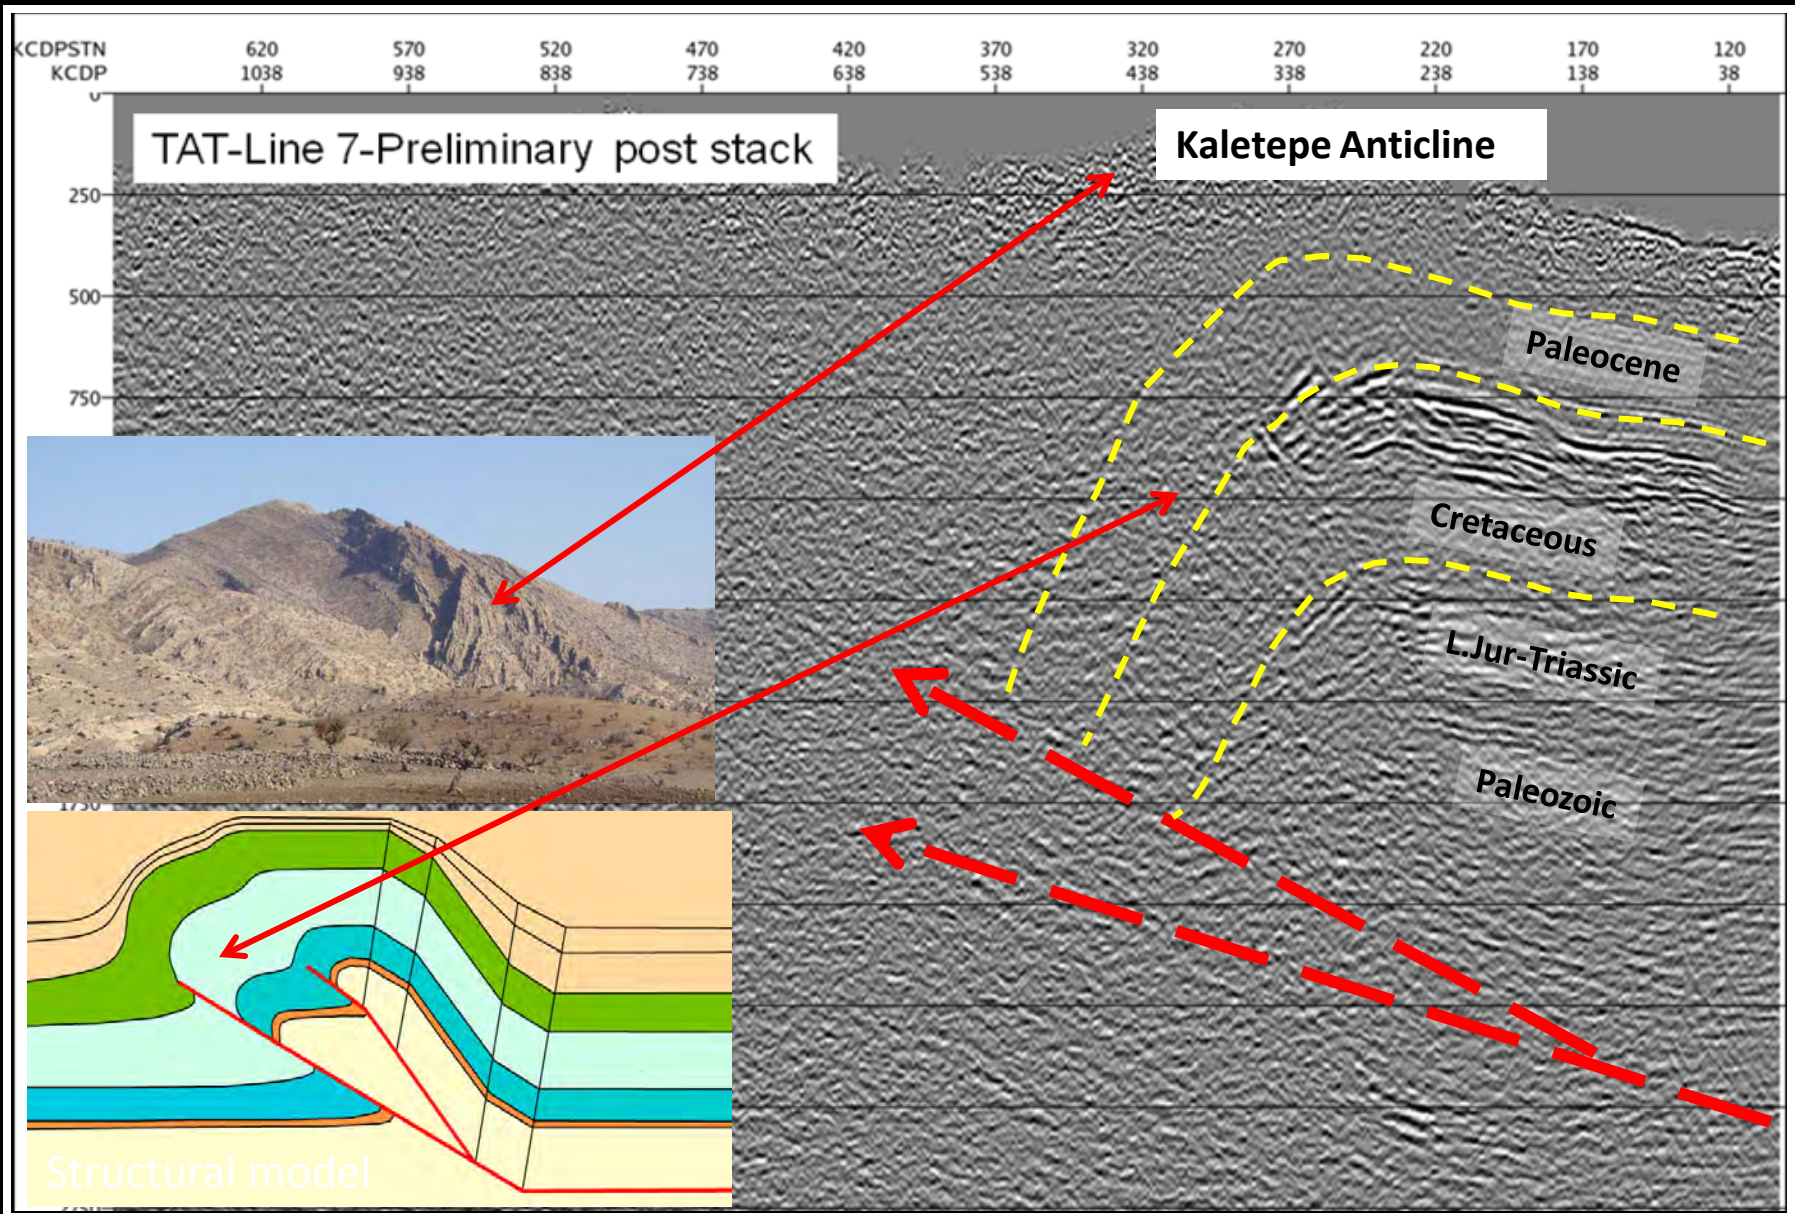 KCDPSTN 620 570 520 470 420 370 320 270 220 170 120
KCDP 1038 938 838 738 638 538 438 338 238 138 38
0
TAT-Line 7-Preliminary post stack
Kaletepe Anticline
250
500
Paleocene
750
Cretaceous
L.Jur-Triassic
Paleozoic
1750
Structural model